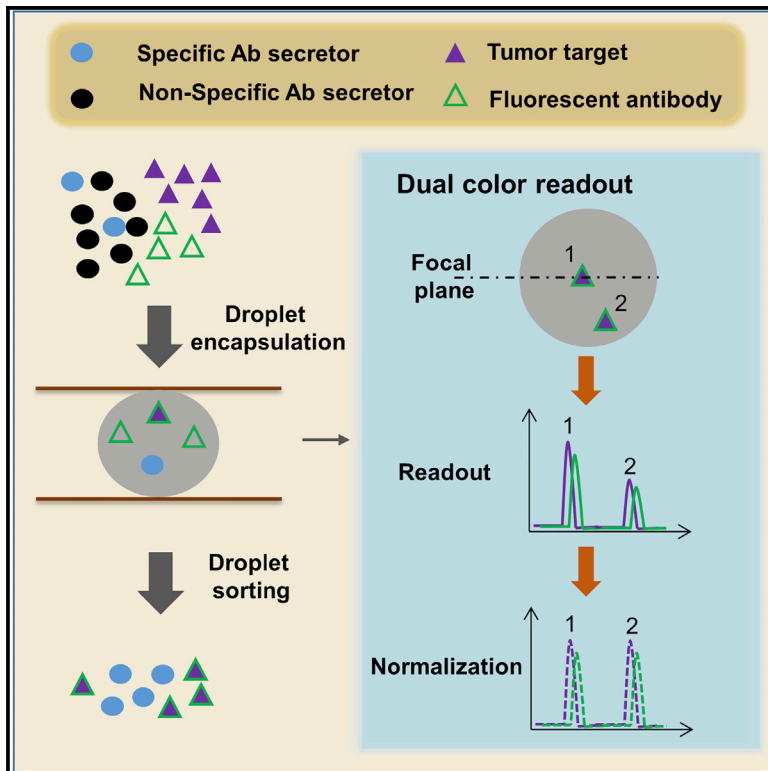 Specific Ab secretor
Tumor target
Non-Specific Ab secretor
Fluorescent antibody
Droplet
encapsulation
Droplet
sorting
Dual color readout
Focal
plane
1
2
Readout
1
2
Normalization
1
2